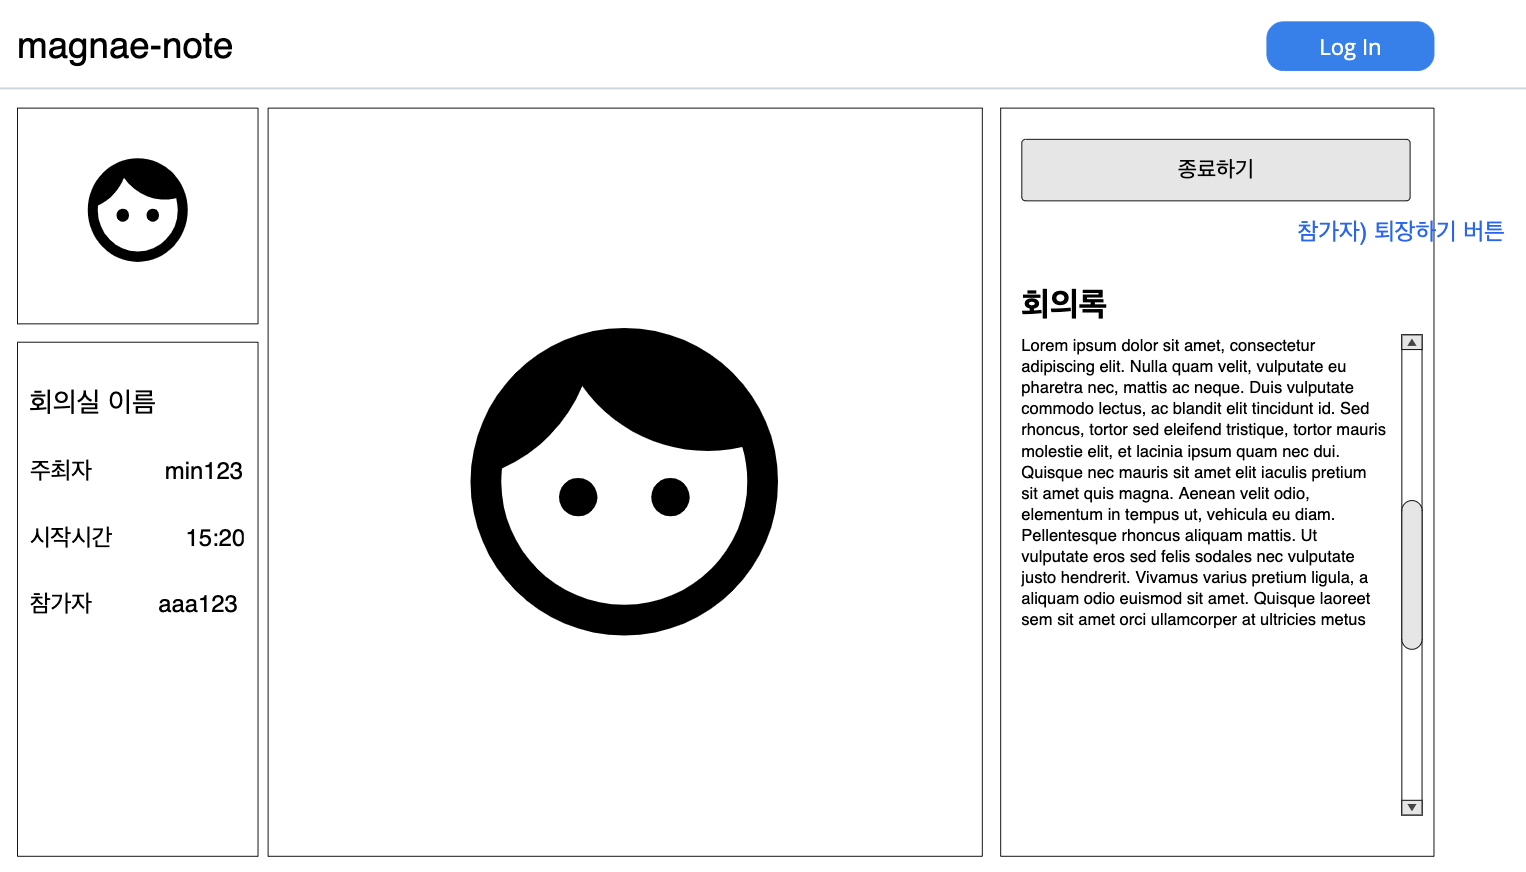 magnae-note
Log In
회의실 이름
주최자 min123
시작시간 15:20
참가자 aaa123
종료하기
참가자) 퇴장하기 버튼
회의록
Lorem ipsum dolor sit amet, consectetur
adipiscing elit. Nulla quam velit, vulputate eu
pharetra nec, mattis ac neque. Duis vulputate
commodo lectus, ac blandit elit tincidunt id. Sed
rhoncus, tortor sed eleifend tristique, tortor mauris
molestie elit, et lacinia ipsum quam nec dui.
Quisque nec mauris sit amet elit iaculis pretium
sit amet quis magna. Aenean velit odio,
elementum in tempus ut, vehicula eu diam.
Pellentesque rhoncus aliquam mattis. Ut
vulputate eros sed felis sodales nec vulputate
justo hendrerit. Vivamus varius pretium ligula, a
aliquam odio euismod sit amet. Quisque laoreet
sem sit amet orci ullamcorper at ultricies metus